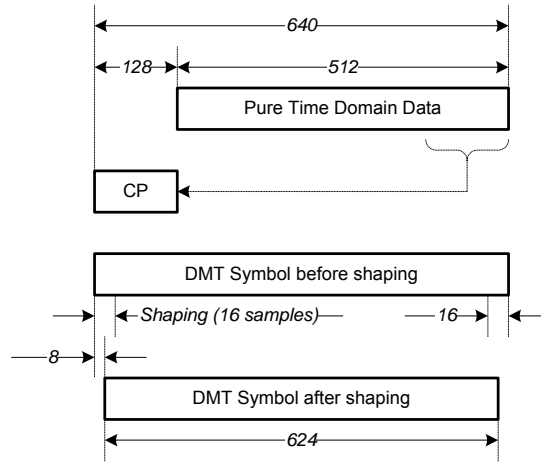 640
128 512
Pure Time Domain Data
CP
DMT Symbol before shaping
Shaping (16 samples) 16
8
DMT Symbol after shaping
624